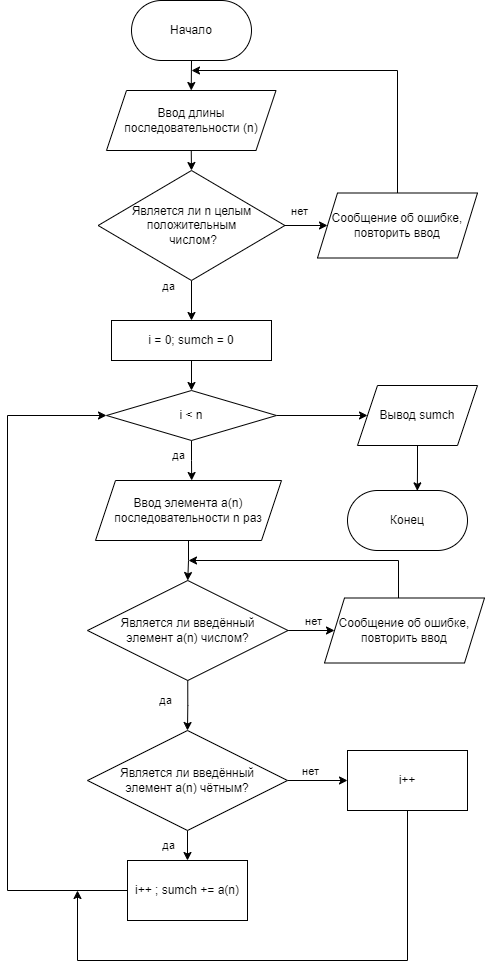 Начало
Ввод длины
последовательности (n)
Является ли n целым
положительным
числом?
нет
Сообщение об ошибке,
повторить ввод
да
i = 0; sumch = 0
i < n
Вывод sumch
да
Ввод элемента a(n)
последовательности n раз
Конец
Является ли введённый
элемент a(n) числом?
нет
Сообщение об ошибке,
повторить ввод
да
Является ли введённый
элемент a(n) чётным?
нет
i++
да
i++ ; sumch += a(n)